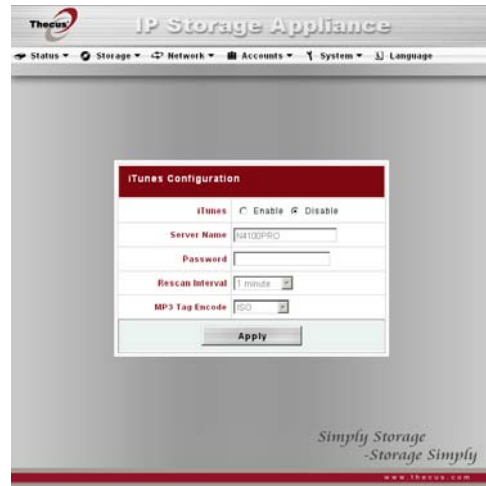 Thecus
IP Storage Appliance
Status Storage Network Accounts System Language
iTunes Configuration
iTunes Enable Disable
Server Name N4100PRO
Password
Rescan Interval 1 minute
MP3 Tag Encode ISO
Apply
Simply Storage
-Storage Simply
www.thecus.com